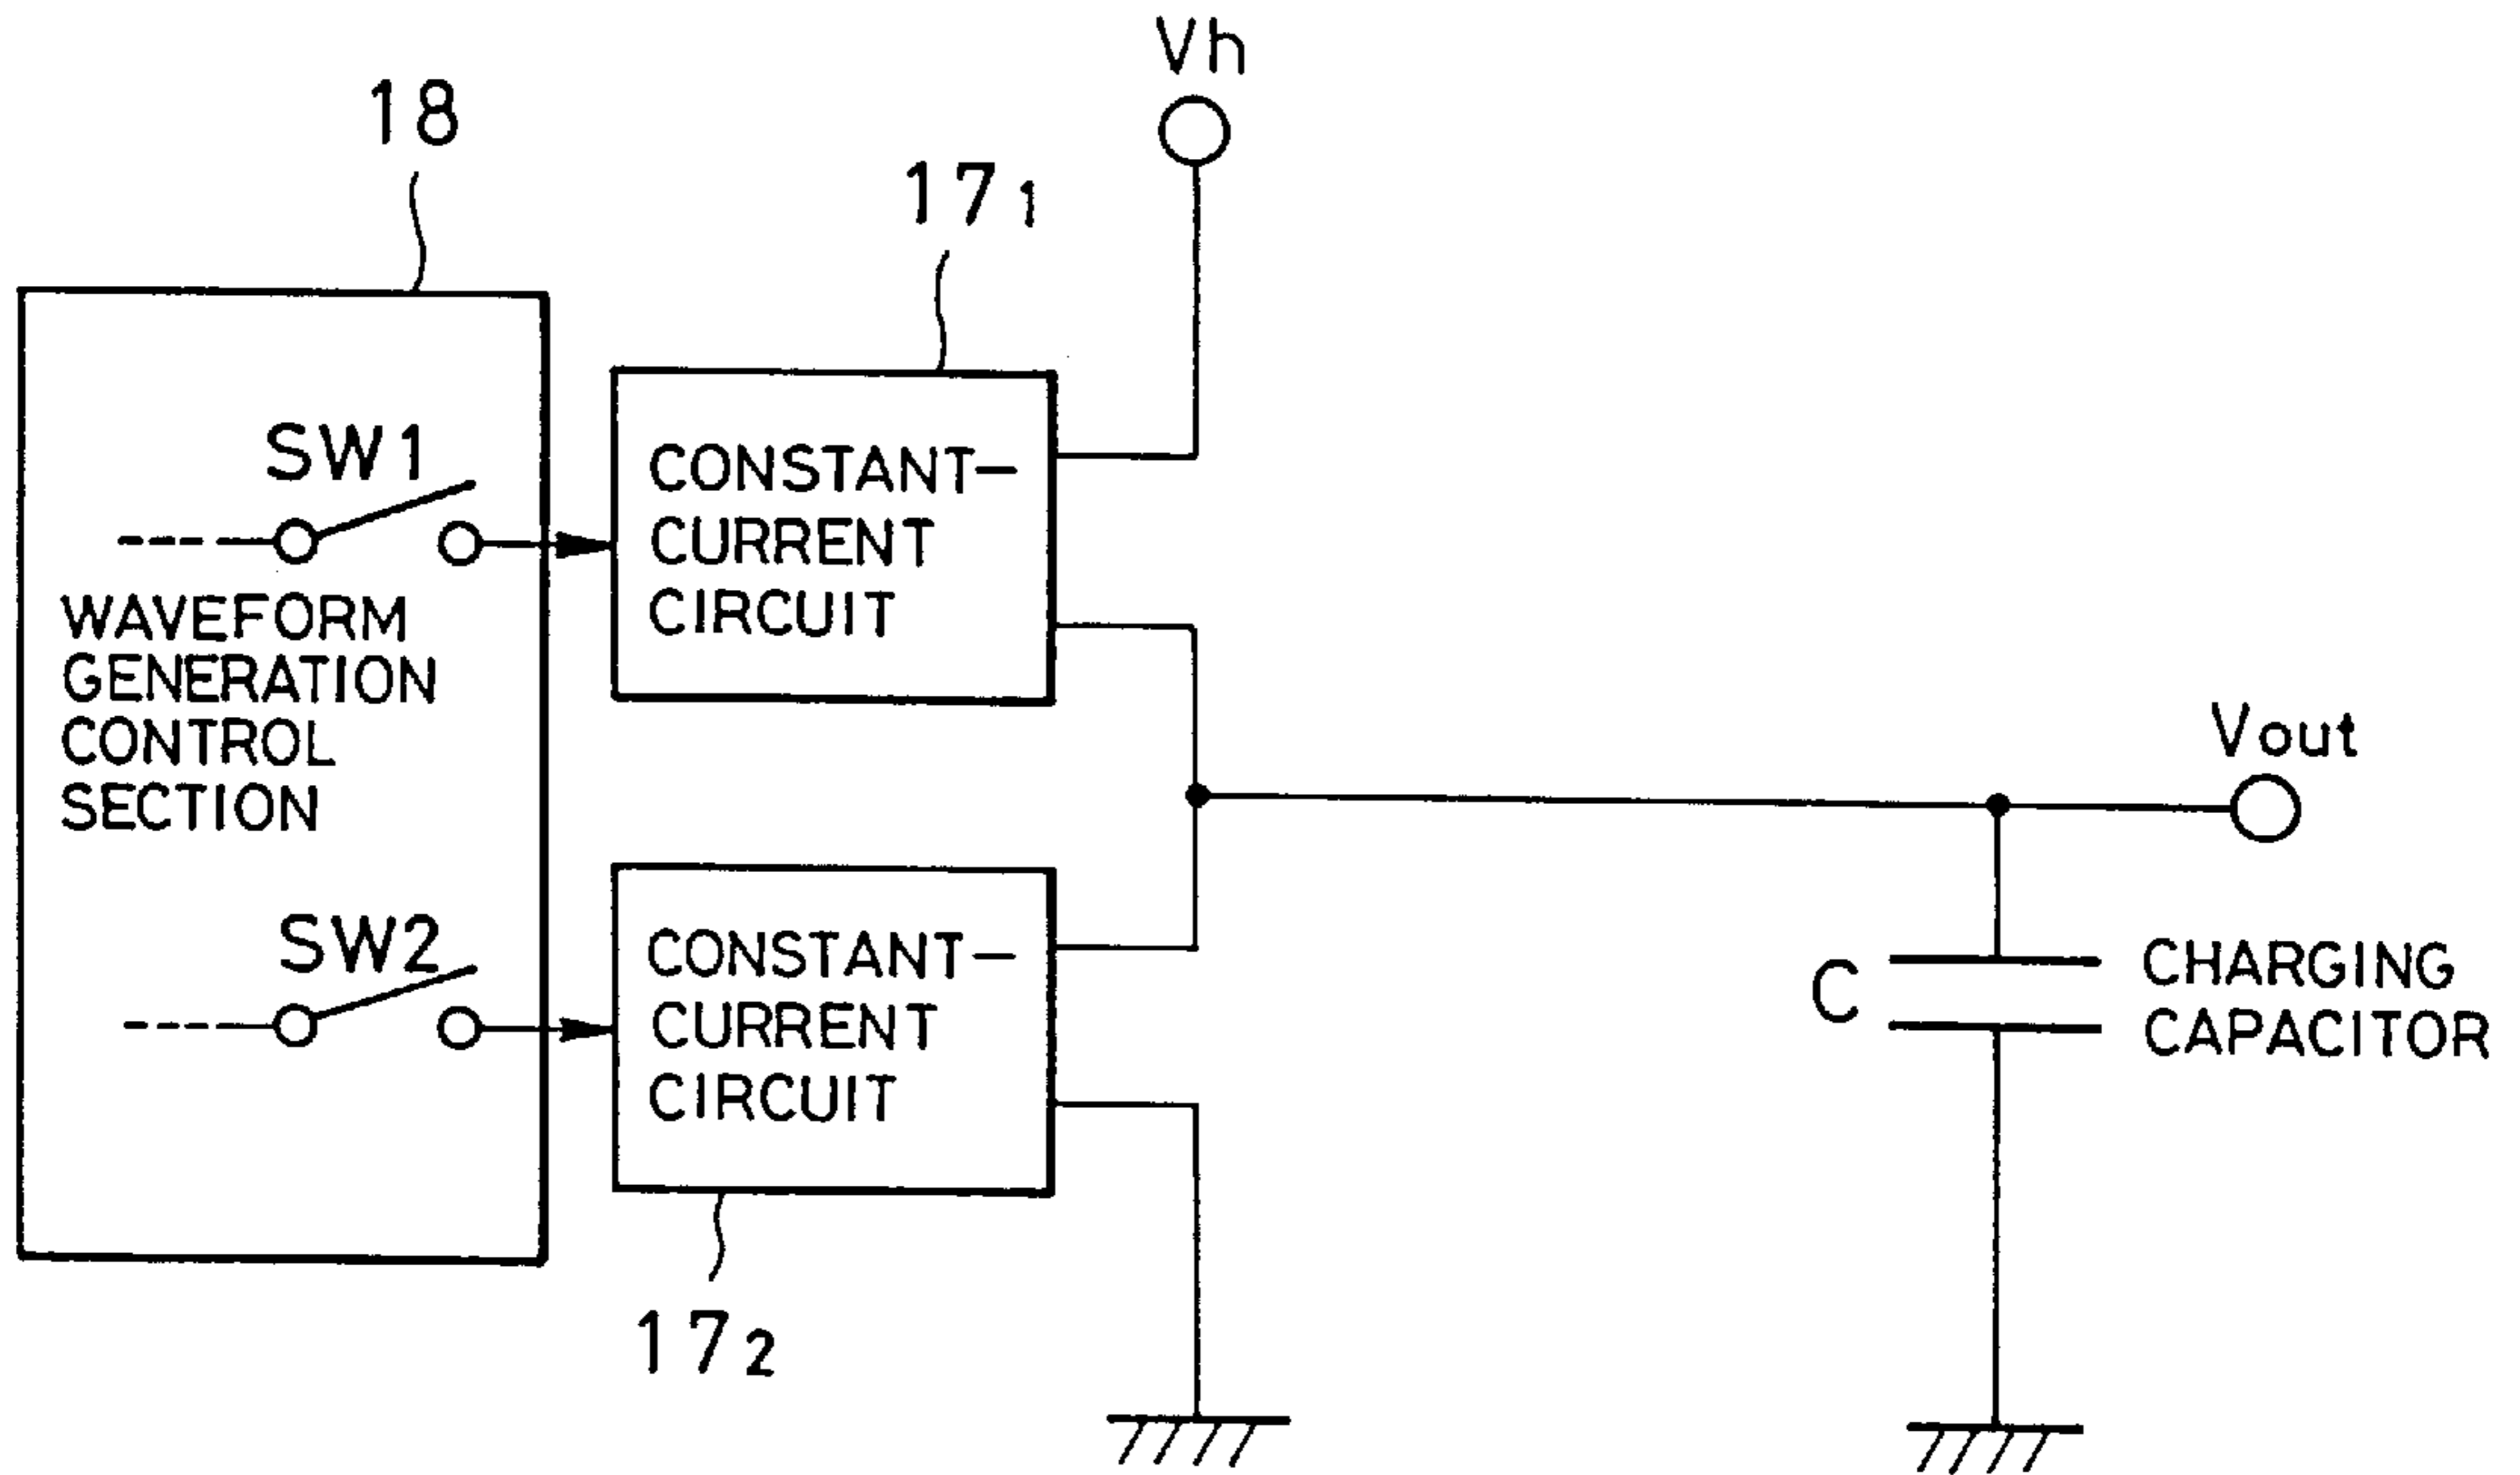 Vh
18
17₁
SW1
CONSTANT-
CURRENT
CIRCUIT
WAVEFORM
GENERATION
CONTROL
SECTION
Vout
SW2
CONSTANT-
CURRENT
CIRCUIT
C
CHARGING
CAPACITOR
17₂